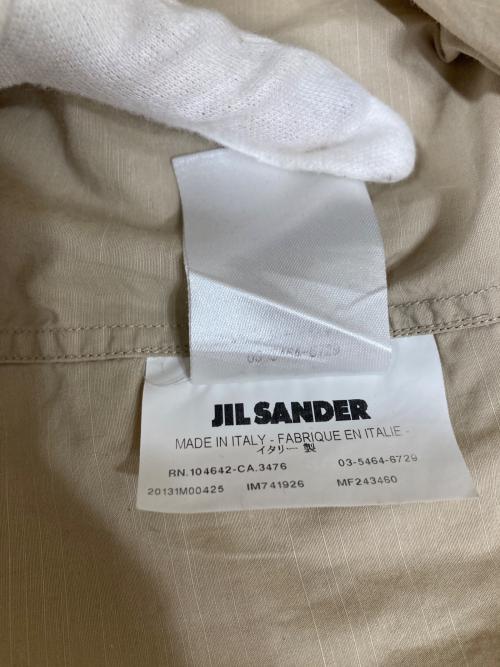 JIL SANDER
MADE IN ITALY - FABRIQUE EN ITALIE -
イタリー 製
RN.104642-CA.3476 03-5464-6729
20131M00425 IM741926 MF243460